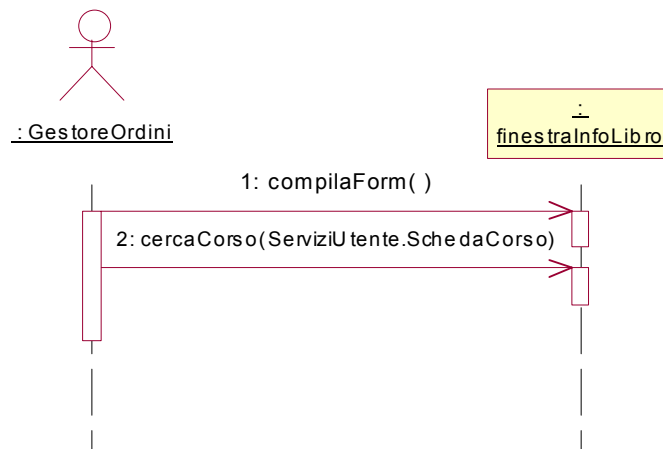 : GestoreOrdini
:
finestraInfoLibro
1: compilaForm( )
2: cercaCorso(ServiziUtente.SchedaCorso)